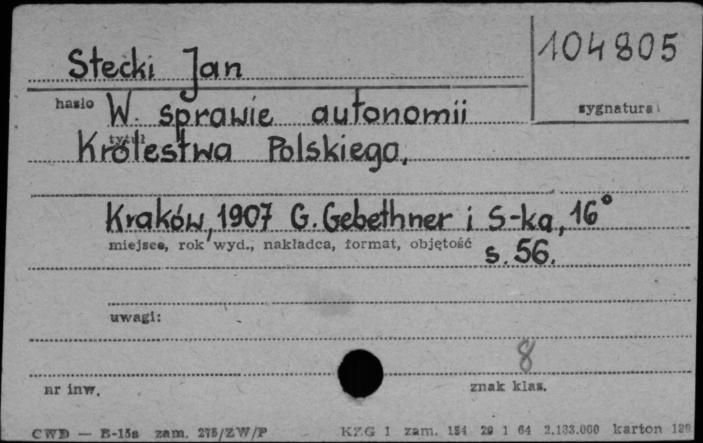 104805
Stecki Jan
hasło
sygnatura
W sprawie autonomii
tytuł
Królestwa Polskiego,
Kraków, 1907 G. Gebethner i S-ka, 16°
miejsce, rok wyd., nakładca, format, objętość
s. 56.
uwagi:
8
nr inw.
znak klas.
CWD — B-15a zam. 275/ZW/P
KZG 1 zam. 154 29 1 64 2.133.000 karton